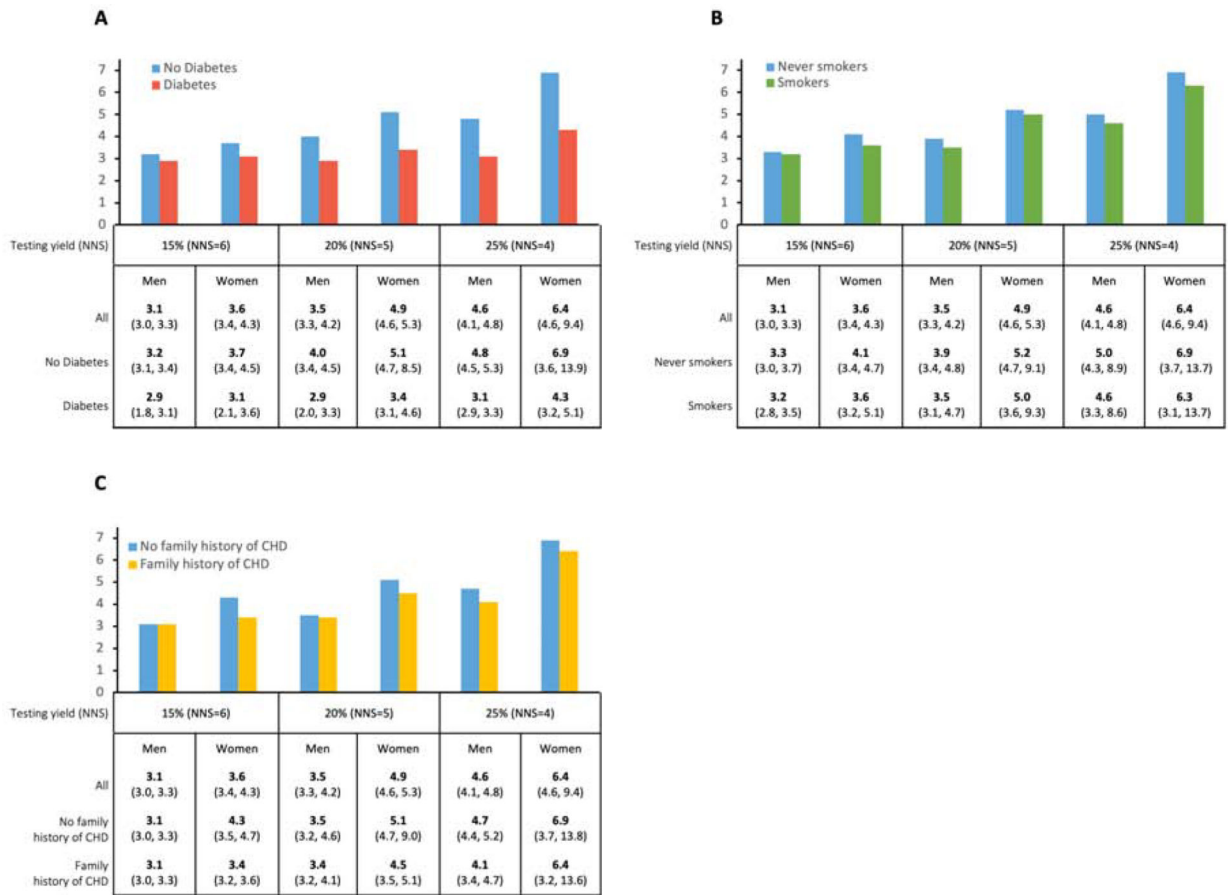 A
No Diabetes
Diabetes
7
6
5
4
3
2
1
0
Testing yield (NNS) 15% (NNS=6) 20% (NNS=5) 25% (NNS=4)
Men Women Men Women Men Women
All 3.1 3.6 3.5 4.9 4.6 6.4
(3.0, 3.3) (3.4, 4.3) (3.3, 4.2) (4.6, 5.3) (4.1, 4.8) (4.6, 9.4)
No Diabetes 3.2 3.7 4.0 5.1 4.8 6.9
(3.1, 3.4) (3.4, 4.5) (3.4, 4.5) (4.7, 8.5) (4.5, 5.3) (3.6, 13.9)
Diabetes 2.9 3.1 2.9 3.4 3.1 4.3
(1.8, 3.1) (2.1, 3.6) (2.0, 3.3) (3.1, 4.6) (2.9, 3.3) (3.2, 5.1)
B
Never smokers
Smokers
7
6
5
4
3
2
1
0
Testing yield (NNS) 15% (NNS=6) 20% (NNS=5) 25% (NNS=4)
Men Women Men Women Men Women
All 3.1 3.6 3.5 4.9 4.6 6.4
(3.0, 3.3) (3.4, 4.3) (3.3, 4.2) (4.6, 5.3) (4.1, 4.8) (4.6, 9.4)
Never smokers 3.3 4.1 3.9 5.2 5.0 6.9
(3.0, 3.7) (3.4, 4.7) (3.4, 4.8) (4.7, 9.1) (4.3, 8.9) (3.7, 13.7)
Smokers 3.2 3.6 3.5 5.0 4.6 6.3
(2.8, 3.5) (3.2, 5.1) (3.1, 4.7) (3.6, 9.3) (3.3, 8.6) (3.1, 13.7)
C
No family history of CHD
Family history of CHD
7
6
5
4
3
2
1
0
Testing yield (NNS) 15% (NNS=6) 20% (NNS=5) 25% (NNS=4)
Men Women Men Women Men Women
All 3.1 3.6 3.5 4.9 4.6 6.4
(3.0, 3.3) (3.4, 4.3) (3.3, 4.2) (4.6, 5.3) (4.1, 4.8) (4.6, 9.4)
No family 3.1 4.3 3.5 5.1 4.7 6.9
history of CHD (3.0, 3.3) (3.5, 4.7) (3.2, 4.6) (4.7, 9.0) (4.4, 5.2) (3.7, 13.8)
Family 3.1 3.4 3.4 4.5 4.1 6.4
history of CHD (3.0, 3.3) (3.2, 3.6) (3.2, 4.1) (3.5, 5.1) (3.4, 4.7) (3.2, 13.6)